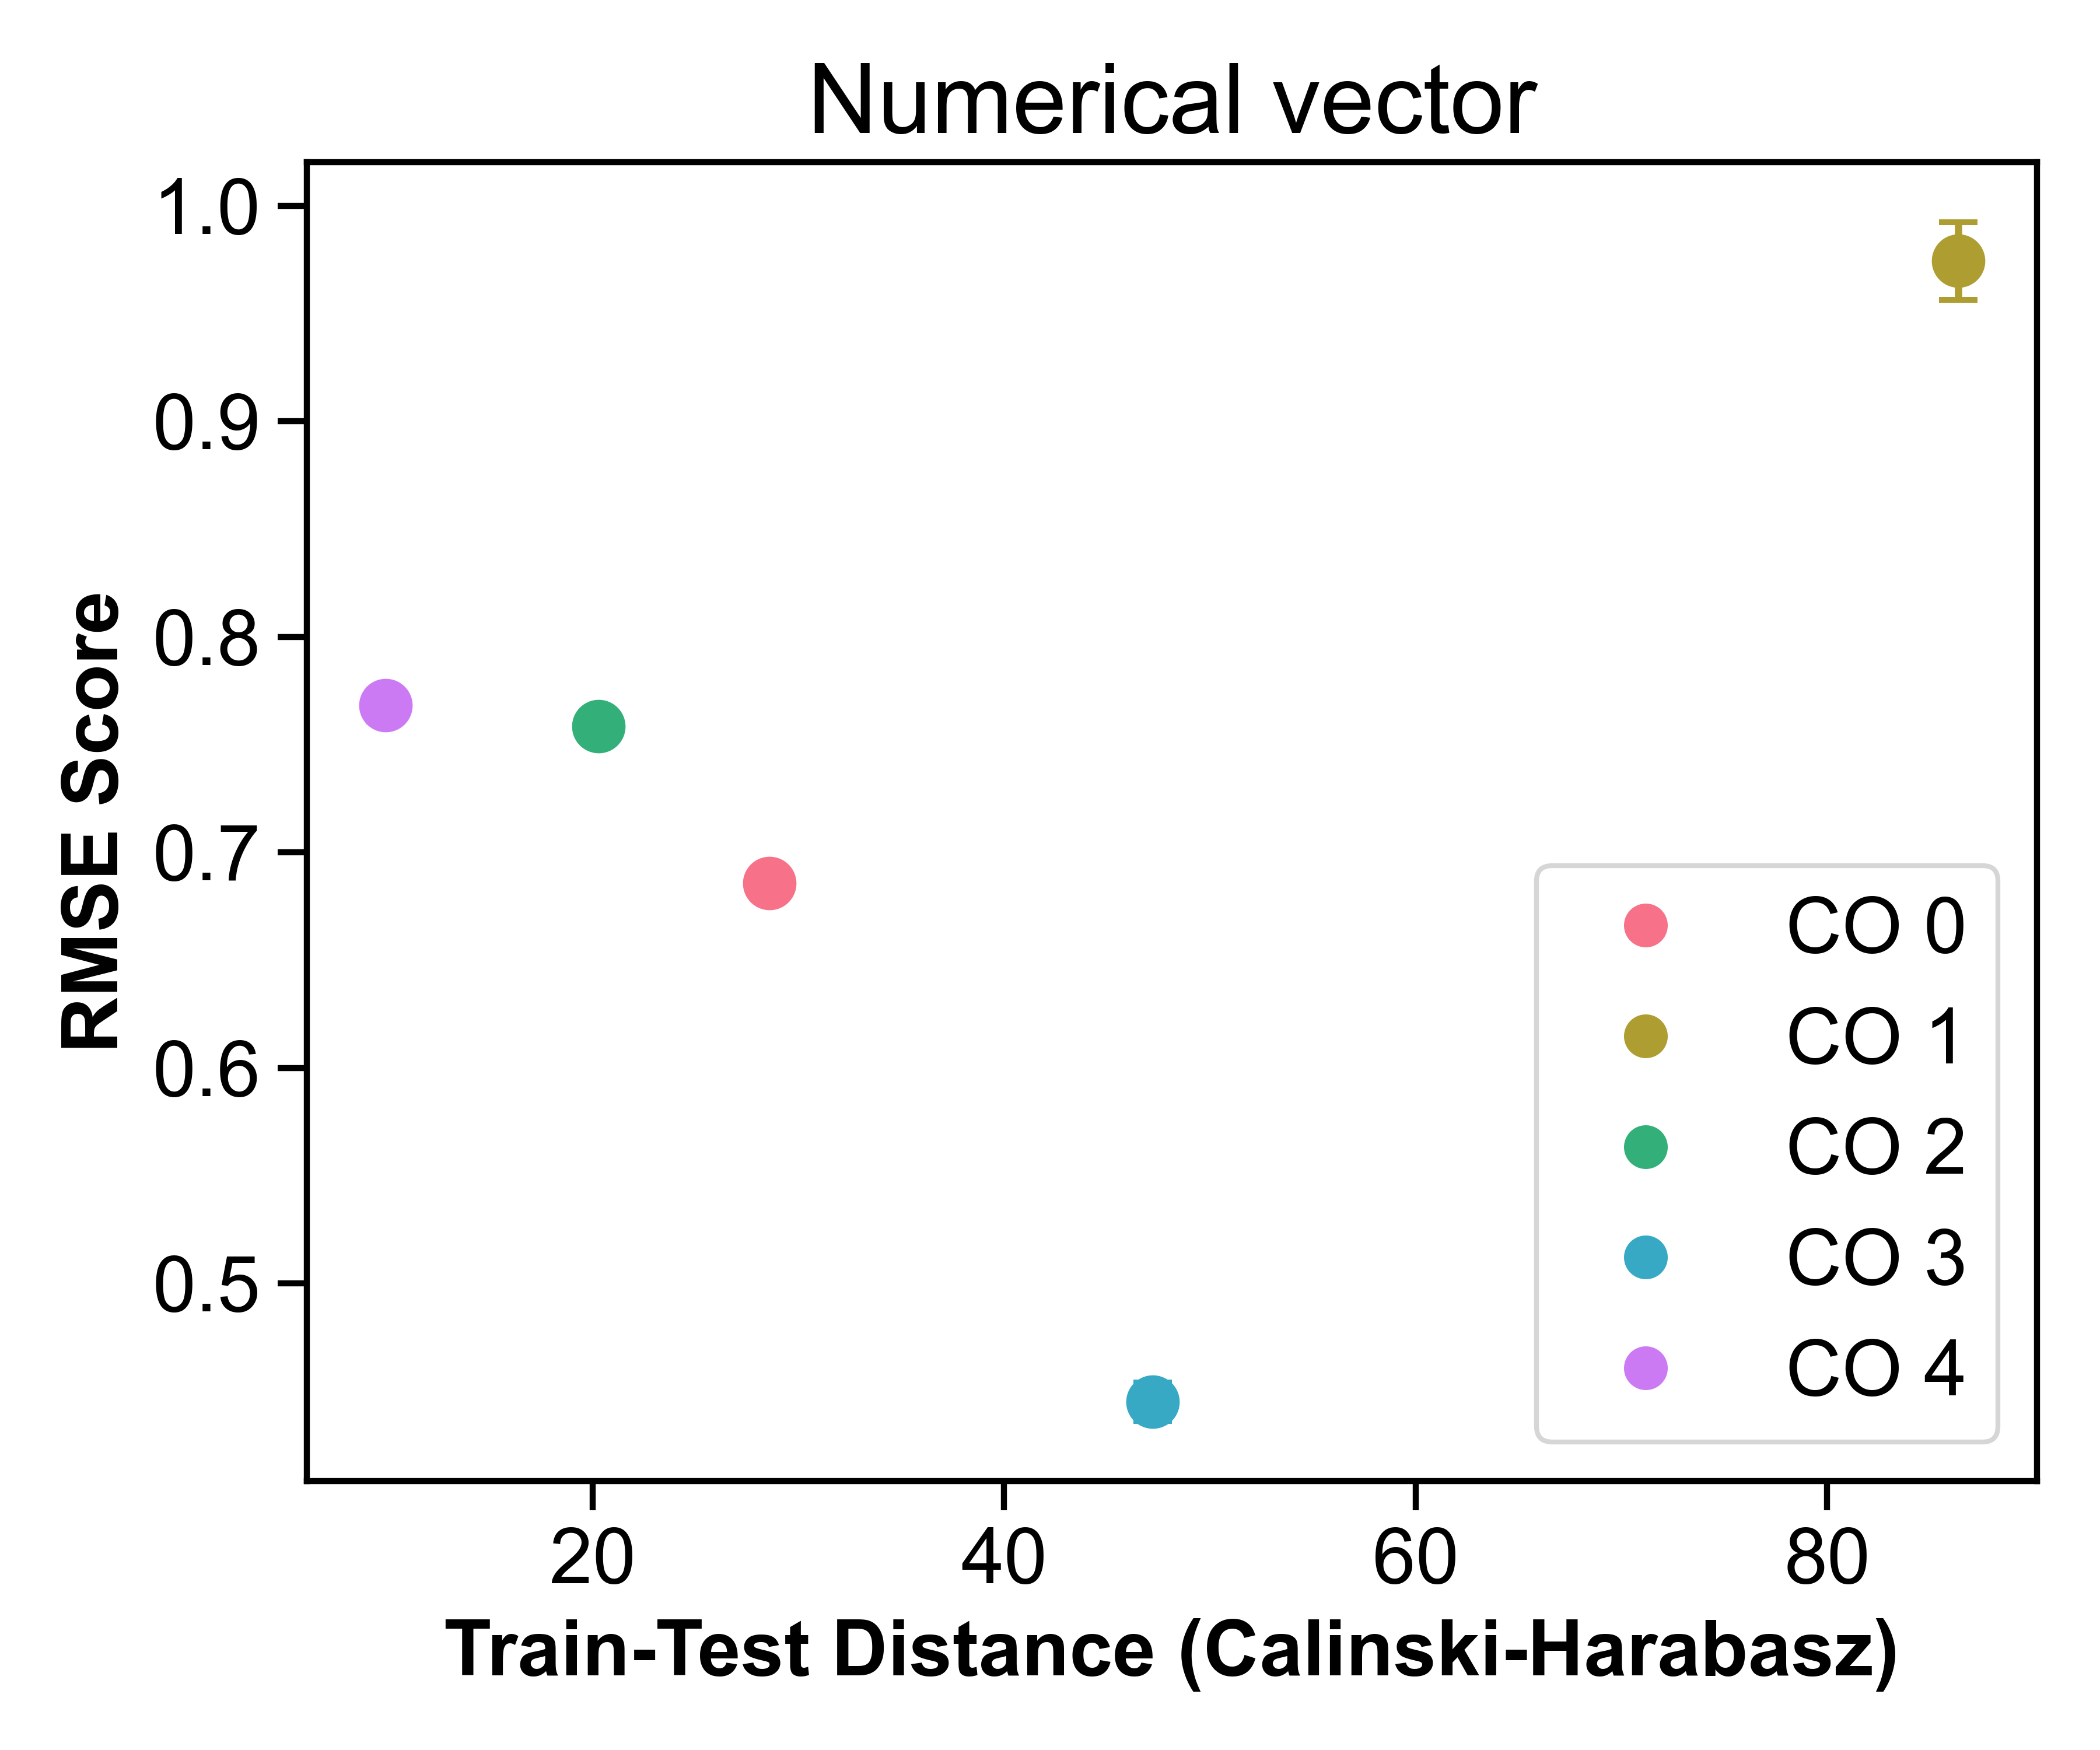 Numerical vector
1.0
0.9
0.8
0.7
0.6
0.5
RMSE Score
CO 0
CO 1
CO 2
CO 3
CO 4
20 40 60 80
Train-Test Distance (Calinski-Harabasz)